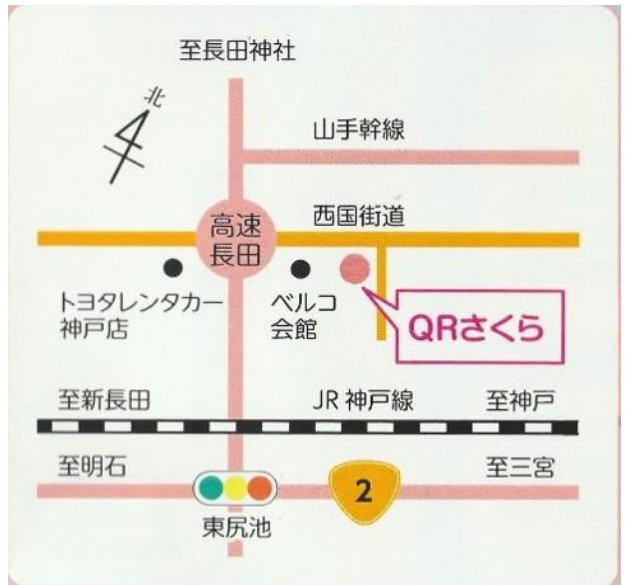 至長田神社
北
山手幹線
西国街道
高速
長田
トヨタレンタカー
神戸店
ベルコ
会館
QRさくら
至新長田
JR神戸線
至神戸
至明石
至三宮
2
東尻池